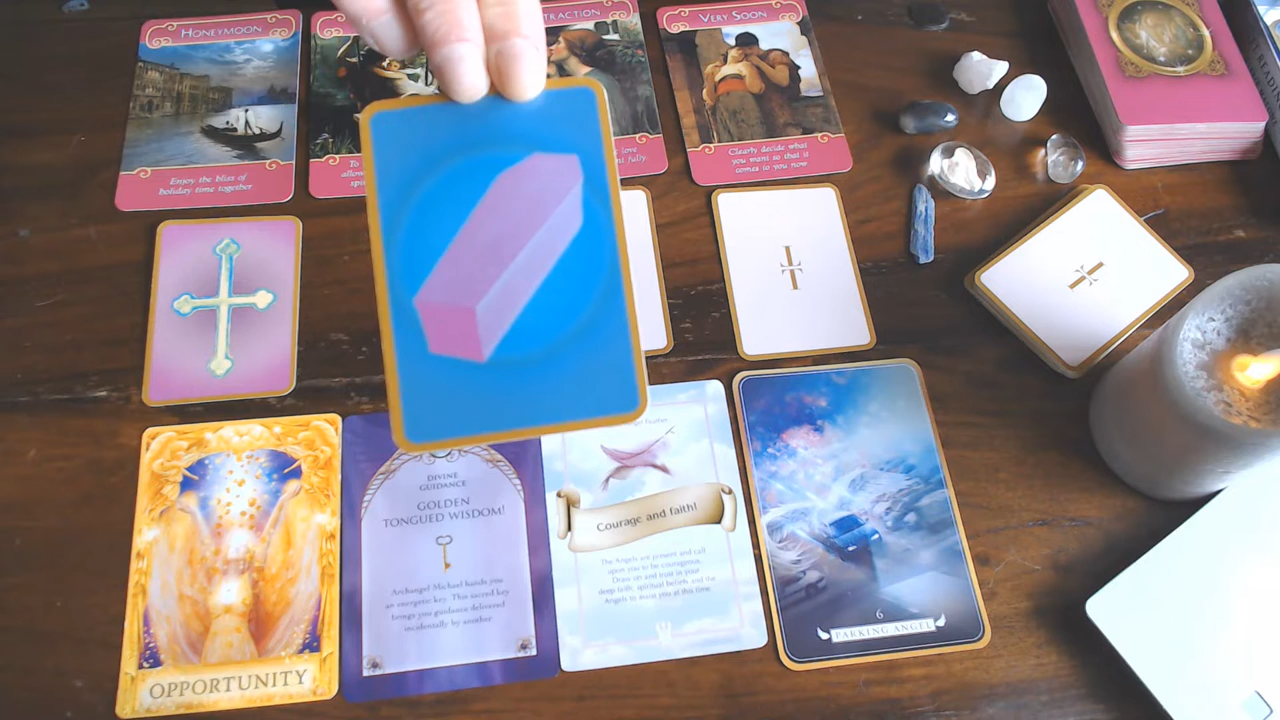 HONEYMOON
Enjoy the bliss of
holiday time together
To
allow
spi
TRACTION
love
fully.
VERY SOON
Clearly decide what
you want so that it
comes to you now
OPPORTUNITY
DIVINE
GUIDANCE
GOLDEN
TONGUED WISDOM!
Archangel Michael hands you
an energetic key. This sacred key
brings you guidance delivered
incidentally by another.
Angel Feather
Courage and faith!
The Angels are present and call
upon you to be courageous.
Draw on and trust in your
deep faith, spiritual beliefs and the
Angels to assist you at this time.
6
PARKING ANGEL
READI